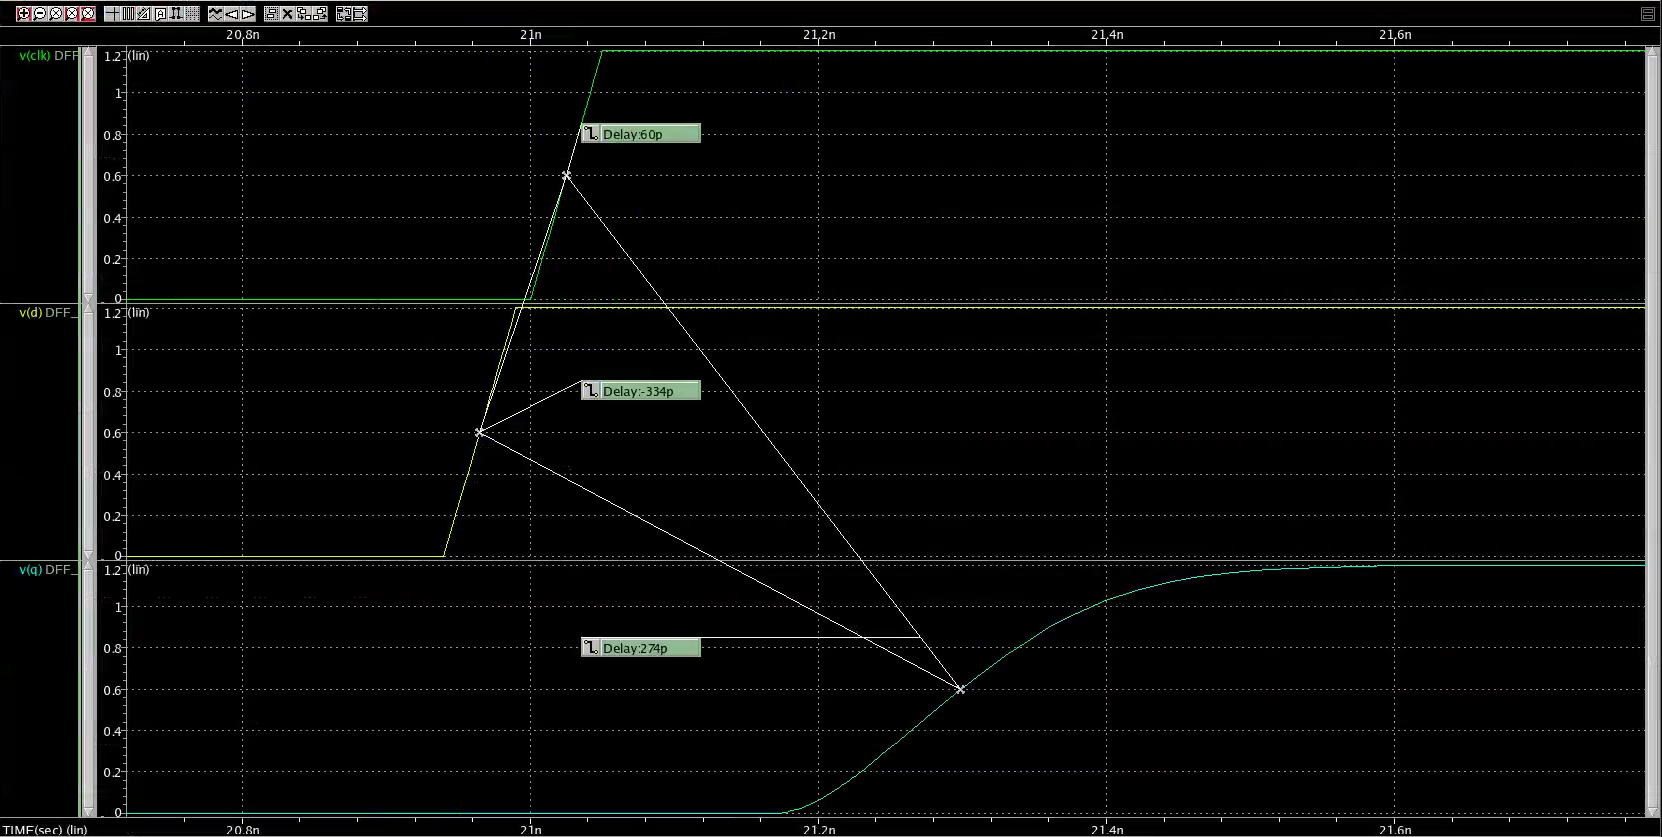 20.8n 21n 21.2n 21.4n 21.6n
v(clk) DFF
1.2 (lin)
1
0.8
Delay:60p
0.6
0.4
0.2
0
v(d) DFF_
1.2 (lin)
1
0.8
Delay:-334p
0.6
0.4
0.2
0
v(q) DFF_
1.2 (lin)
1
0.8
Delay:274p
0.6
0.4
0.2
0
TIME(sec) (lin) 20.8n 21n 21.2n 21.4n 21.6n